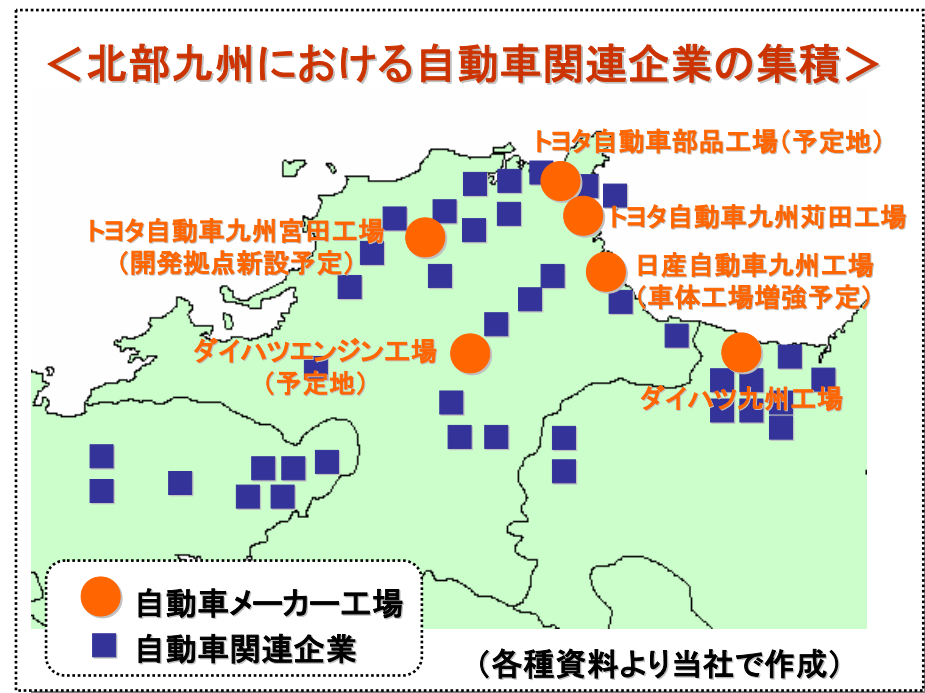 ＜北部九州における自動車関連企業の集積＞
トヨタ自動車部品工場（予定地）
トヨタ自動車九州苅田工場
トヨタ自動車九州宮田工場
（開発拠点新設予定）
日産自動車九州工場
（車体工場増強予定）
ダイハツエンジン工場
（予定地）
ダイハツ九州工場
自動車メーカー工場
自動車関連企業
（各種資料より当社で作成）